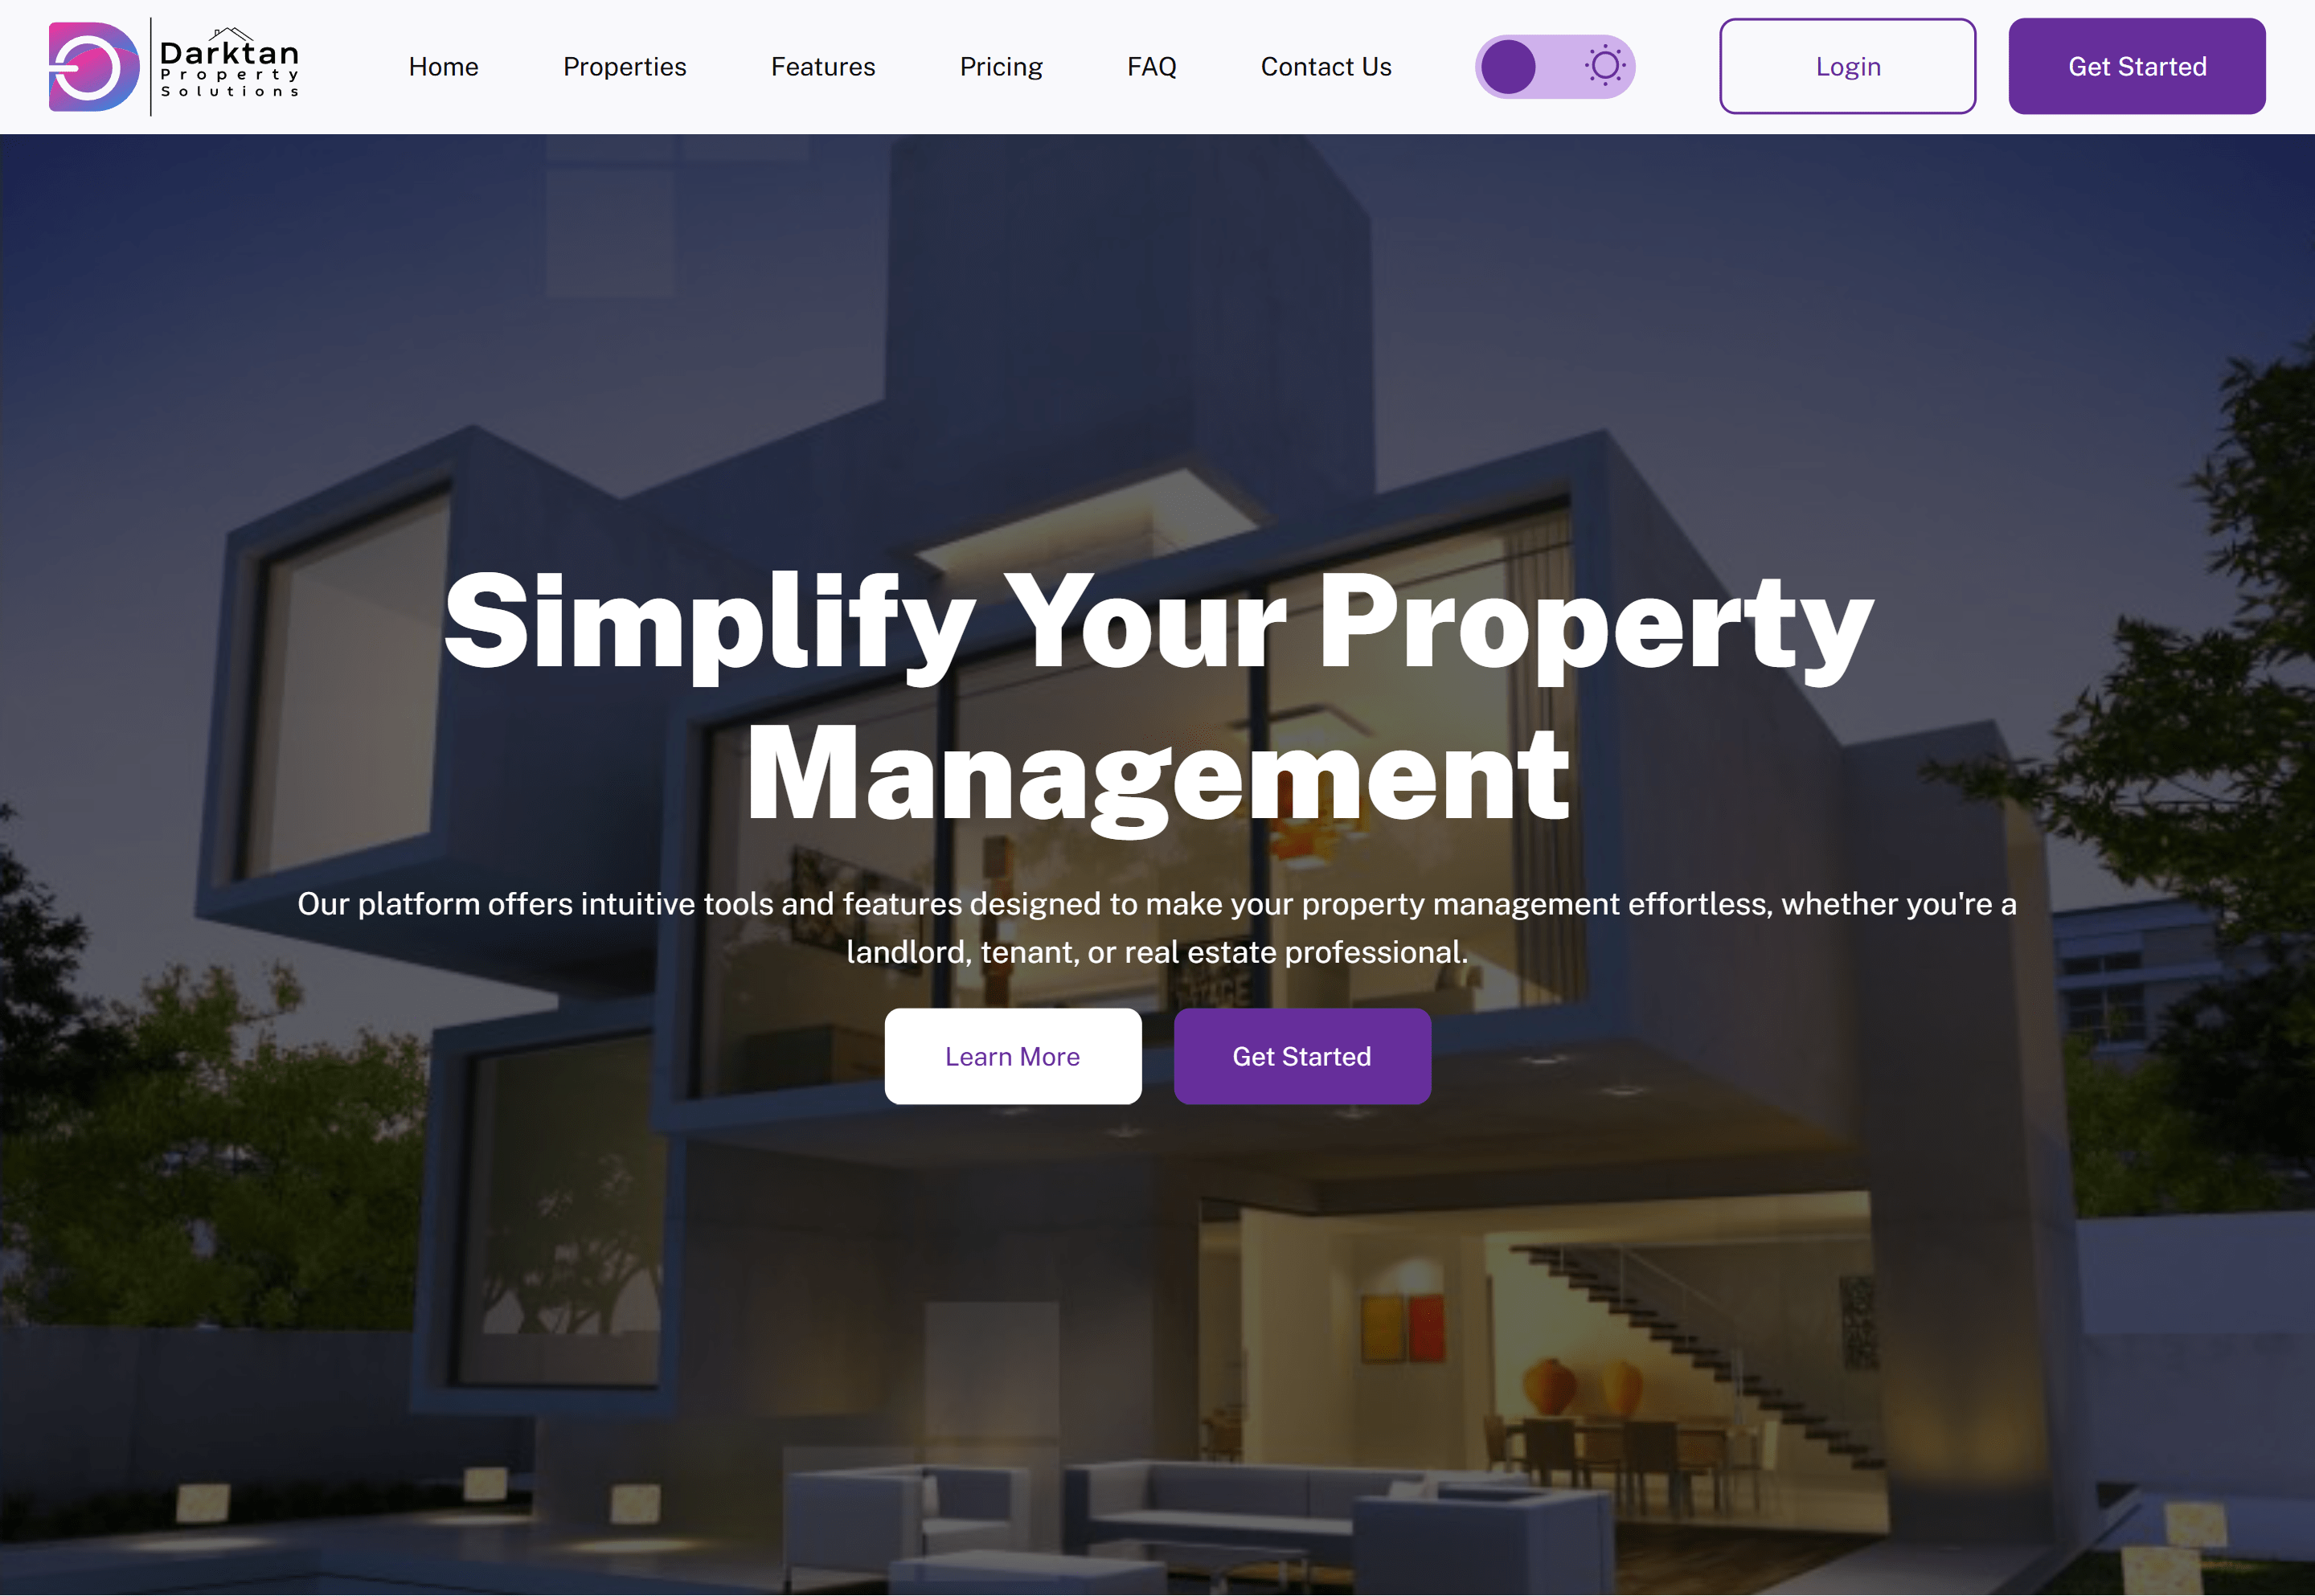 Darktan
Property
Solutions
Home
Properties
Features
Pricing
FAQ
Contact Us
Login
Get Started
Simplify Your Property
Management
Our platform offers intuitive tools and features designed to make your property management effortless, whether you're a
landlord, tenant, or real estate professional.
Learn More
Get Started